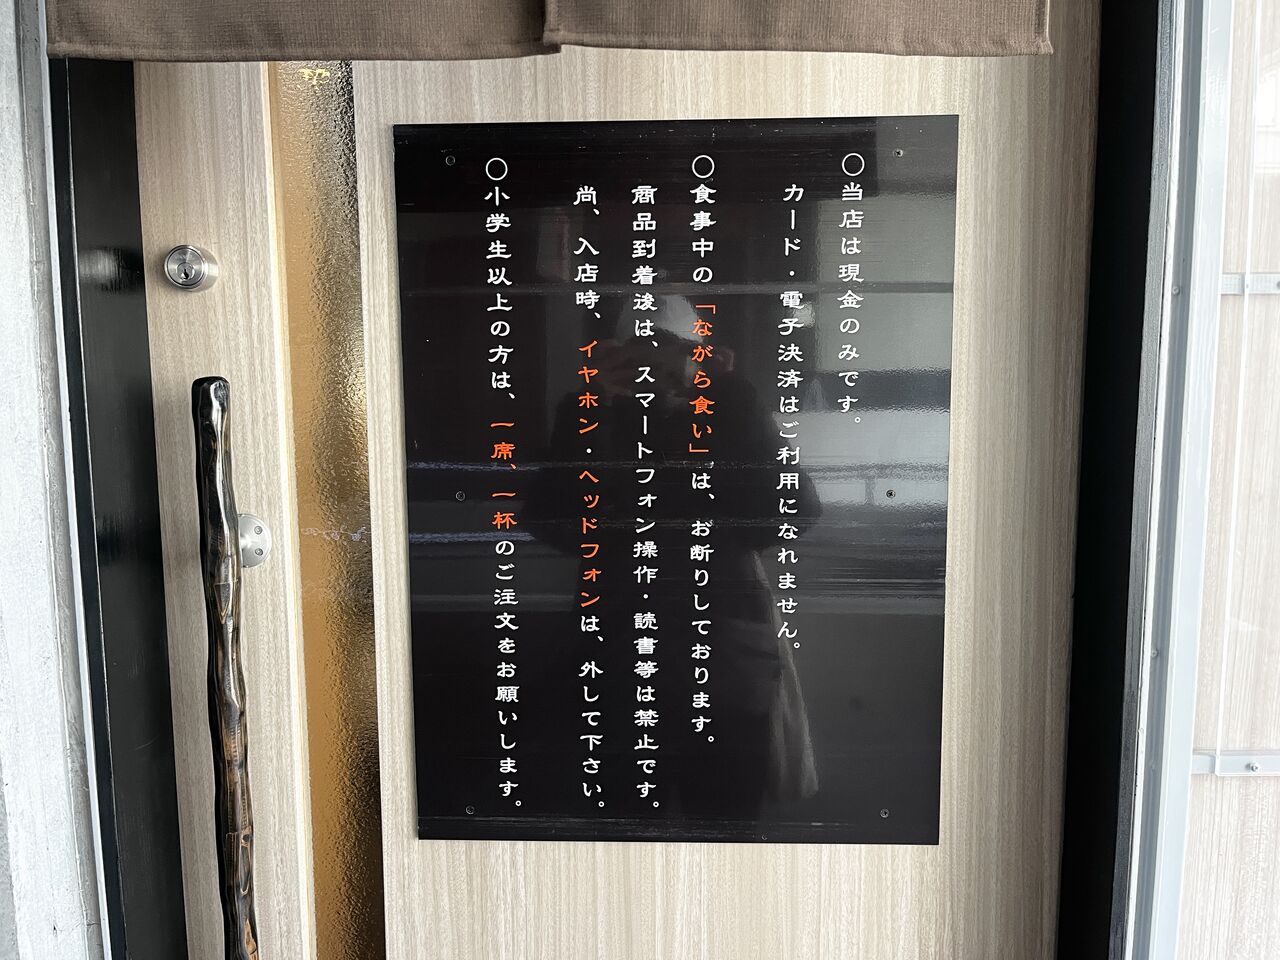 ○当店は現金のみです。
カード・電子決済はご利用になれません。
○食事中の「ながら食い」は、お断りしております。
商品到着後は、スマートフォン操作・読書等は禁止です。
尚、入店時、イヤホン・ヘッドフォンは、外して下さい。
○小学生以上の方は、一席、一杯のご注文をお願いします。